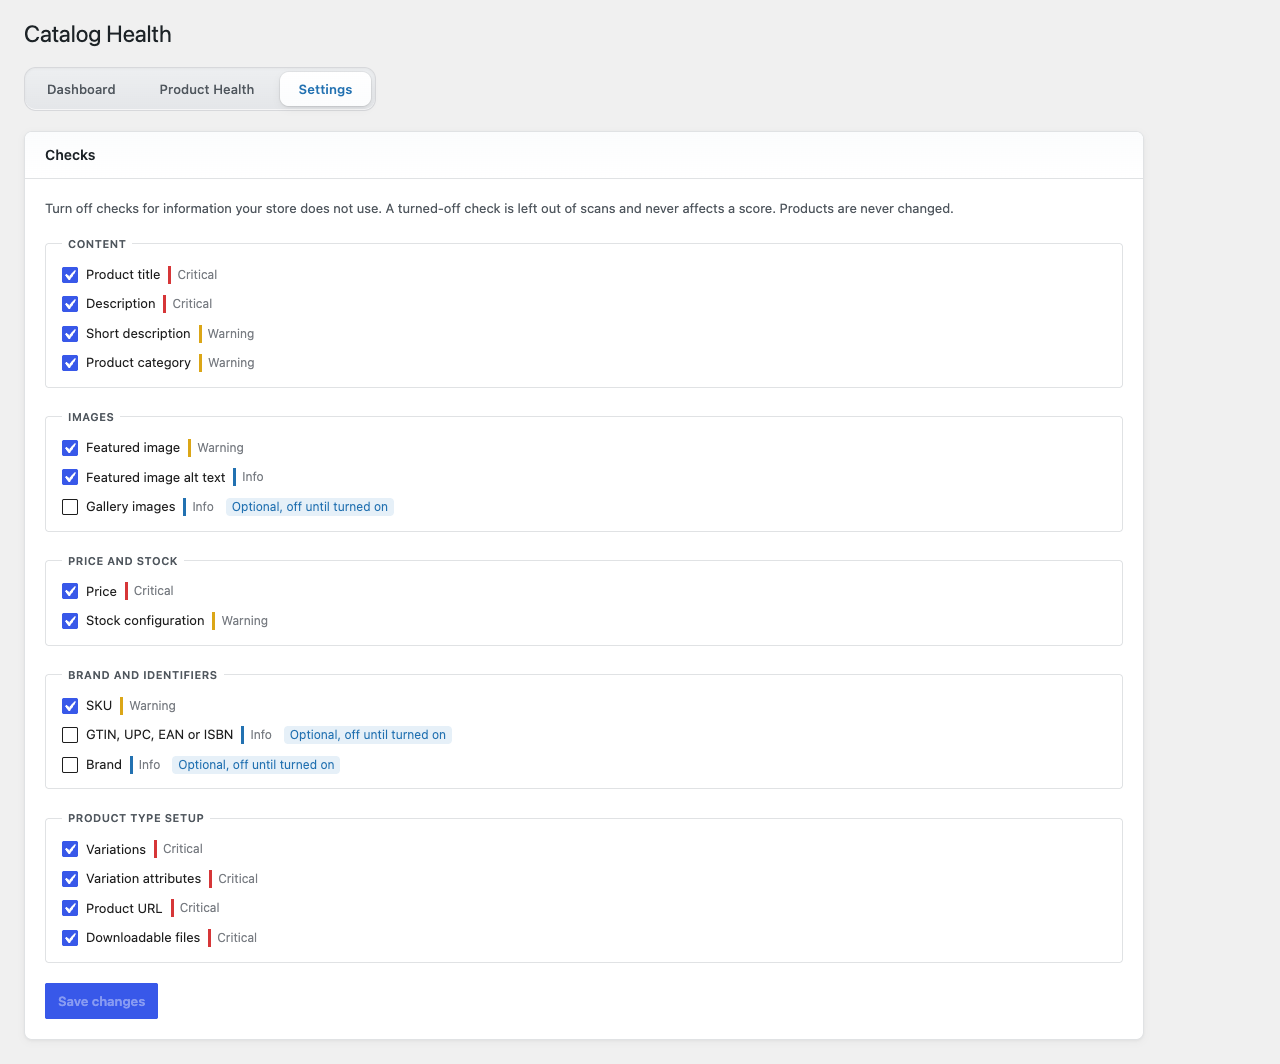 Catalog Health
Dashboard Product Health Settings
Checks
Turn off checks for information your store does not use. A turned-off check is left out of scans and never affects a score. Products are never changed.
CONTENT
Product title Critical
Description Critical
Short description Warning
Product category Warning
IMAGES
Featured image Warning
Featured image alt text Info
Gallery images Info Optional, off until turned on
PRICE AND STOCK
Price Critical
Stock configuration Warning
BRAND AND IDENTIFIERS
SKU Warning
GTIN, UPC, EAN or ISBN Info Optional, off until turned on
Brand Info Optional, off until turned on
PRODUCT TYPE SETUP
Variations Critical
Variation attributes Critical
Product URL Critical
Downloadable files Critical
Save changes